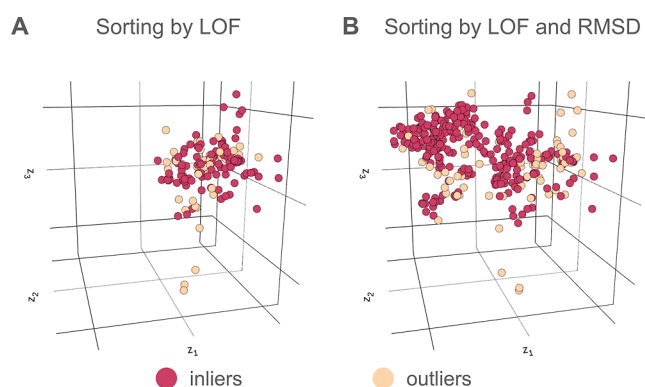 A Sorting by LOF
B Sorting by LOF and RMSD
z3
z2
z1
z3
z2
z1
inliers
outliers